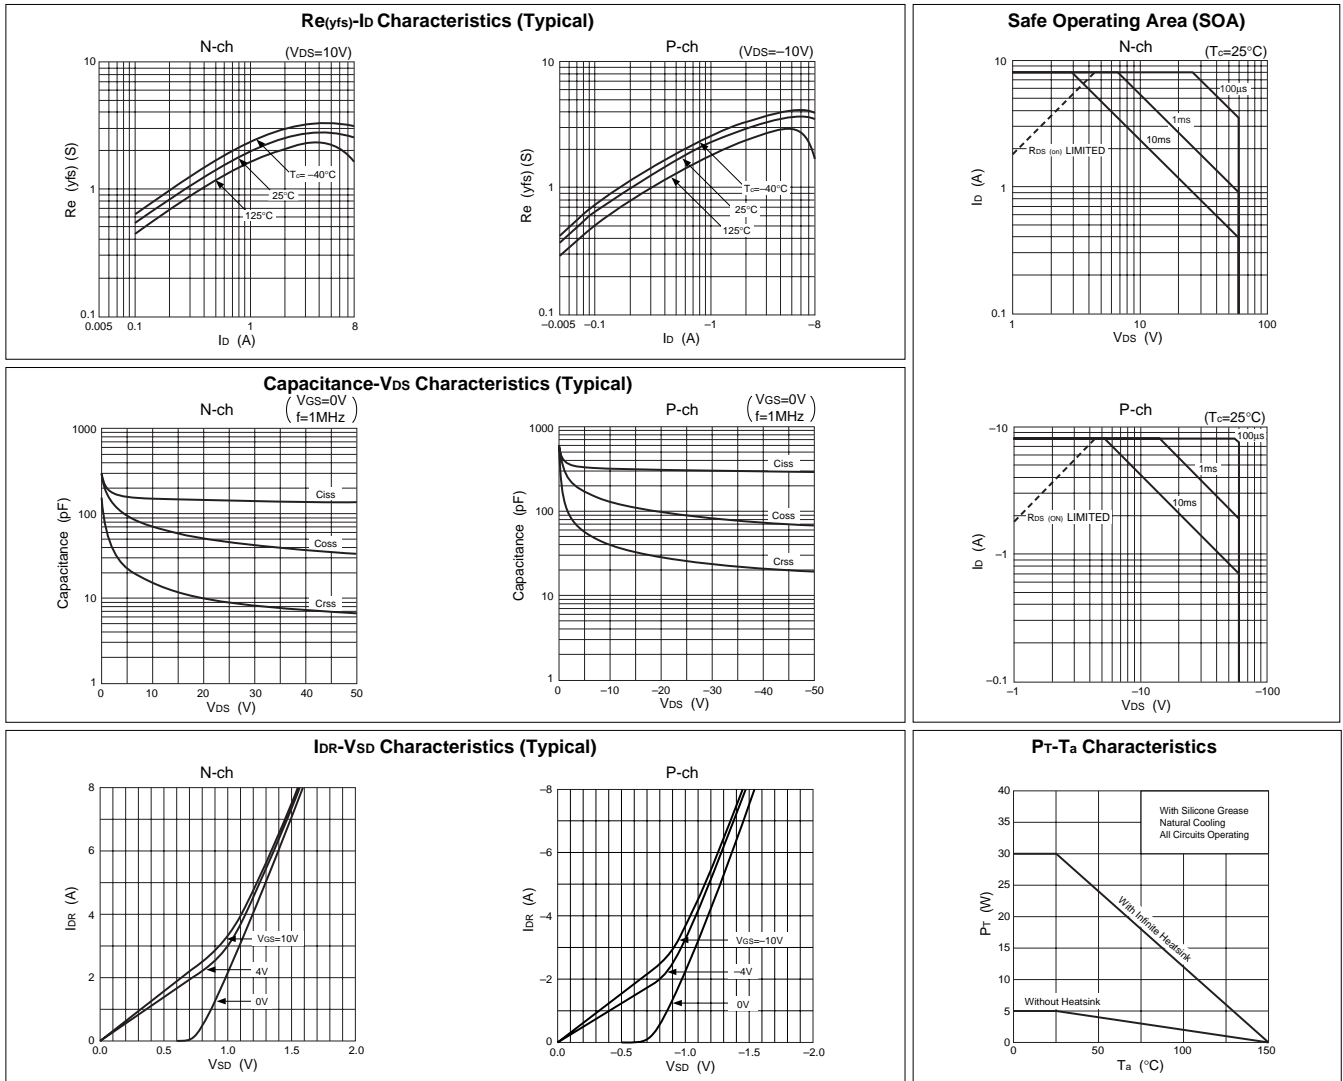 Re(yfs)-ID Characteristics (Typical)
N-ch
(VDS=10V)
10
1
0.1
Re (yfs) (S)
Tc=–40°C
25°C
125°C
0.005
0.1
1
8
ID (A)
P-ch
(VDS=–10V)
10
1
0.1
Re (yfs) (S)
Tc=–40°C
25°C
125°C
–0.005
–0.1
–1
–8
ID (A)
Safe Operating Area (SOA)
N-ch
(Tc=25°C)
10
1
0.1
ID (A)
100µs
1ms
10ms
RDS (on) LIMITED
1
10
100
VDS (V)
P-ch
(Tc=25°C)
–10
–1
–0.1
ID (A)
100µs
1ms
10ms
RDS (ON) LIMITED
–1
–10
–100
VDS (V)
Capacitance-VDS Characteristics (Typical)
N-ch
(VGS=0V
f=1MHz)
1000
100
10
1
Capacitance (pF)
Ciss
Coss
Crss
0
10
20
30
40
50
VDS (V)
P-ch
(VGS=0V
f=1MHz)
1000
100
10
1
Capacitance (pF)
Ciss
Coss
Crss
0
–10
–20
–30
–40
–50
VDS (V)
IDR-VSD Characteristics (Typical)
N-ch
8
6
4
2
0
IDR (A)
VGS=10V
4V
0V
0.0
0.5
1.0
1.5
2.0
VSD (V)
P-ch
–8
–6
–4
–2
0
IDR (A)
VGS=–10V
–4V
0V
0.0
–0.5
–1.0
–1.5
–2.0
VSD (V)
PT-Ta Characteristics
40
35
30
25
20
15
10
5
0
PT (W)
With Silicone Grease
Natural Cooling
All Circuits Operating
With Infinite Heatsink
Without Heatsink
0
50
100
150
Ta (°C)